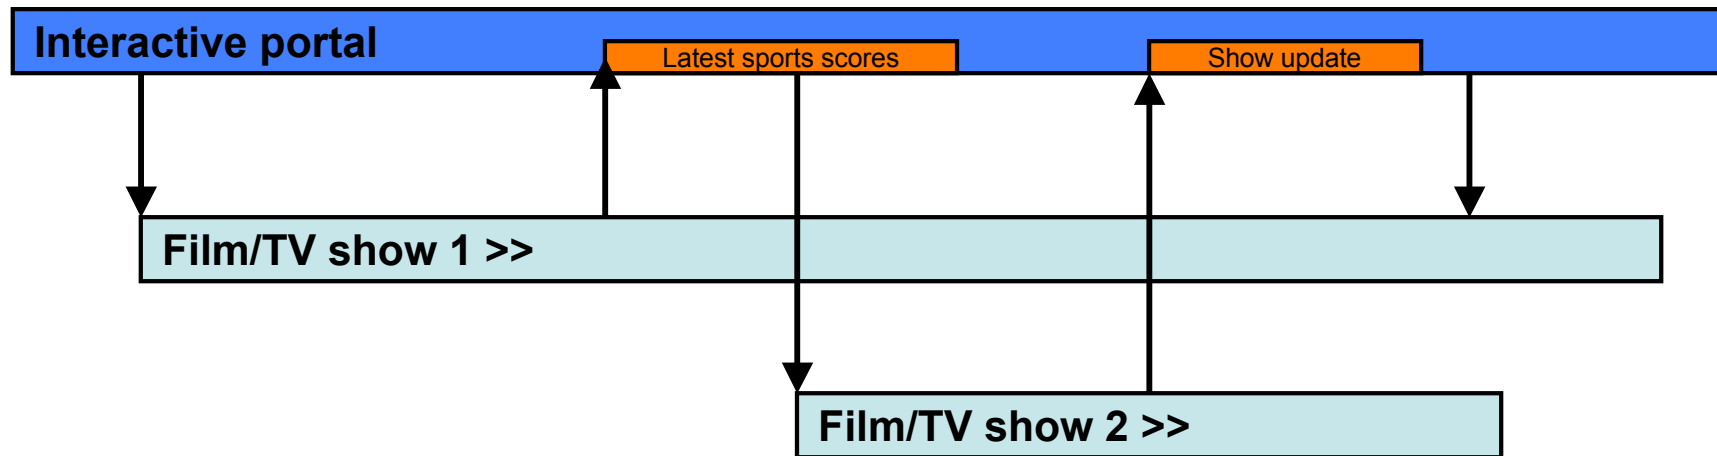 Interactive portal
Latest sports scores
Show update
Film/TV show 1 >>
Film/TV show 2 >>